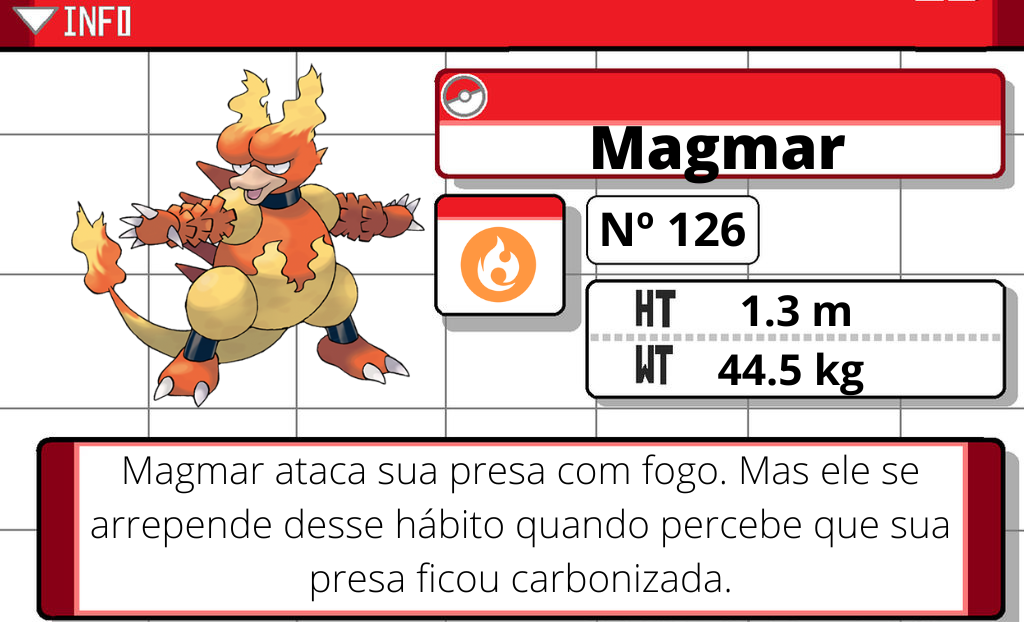 INFO
Magmar
Nº 126
HT 1.3 m
WT 44.5 kg
Magmar ataca sua presa com fogo. Mas ele se
arrepende desse hábito quando percebe que sua
presa ficou carbonizada.